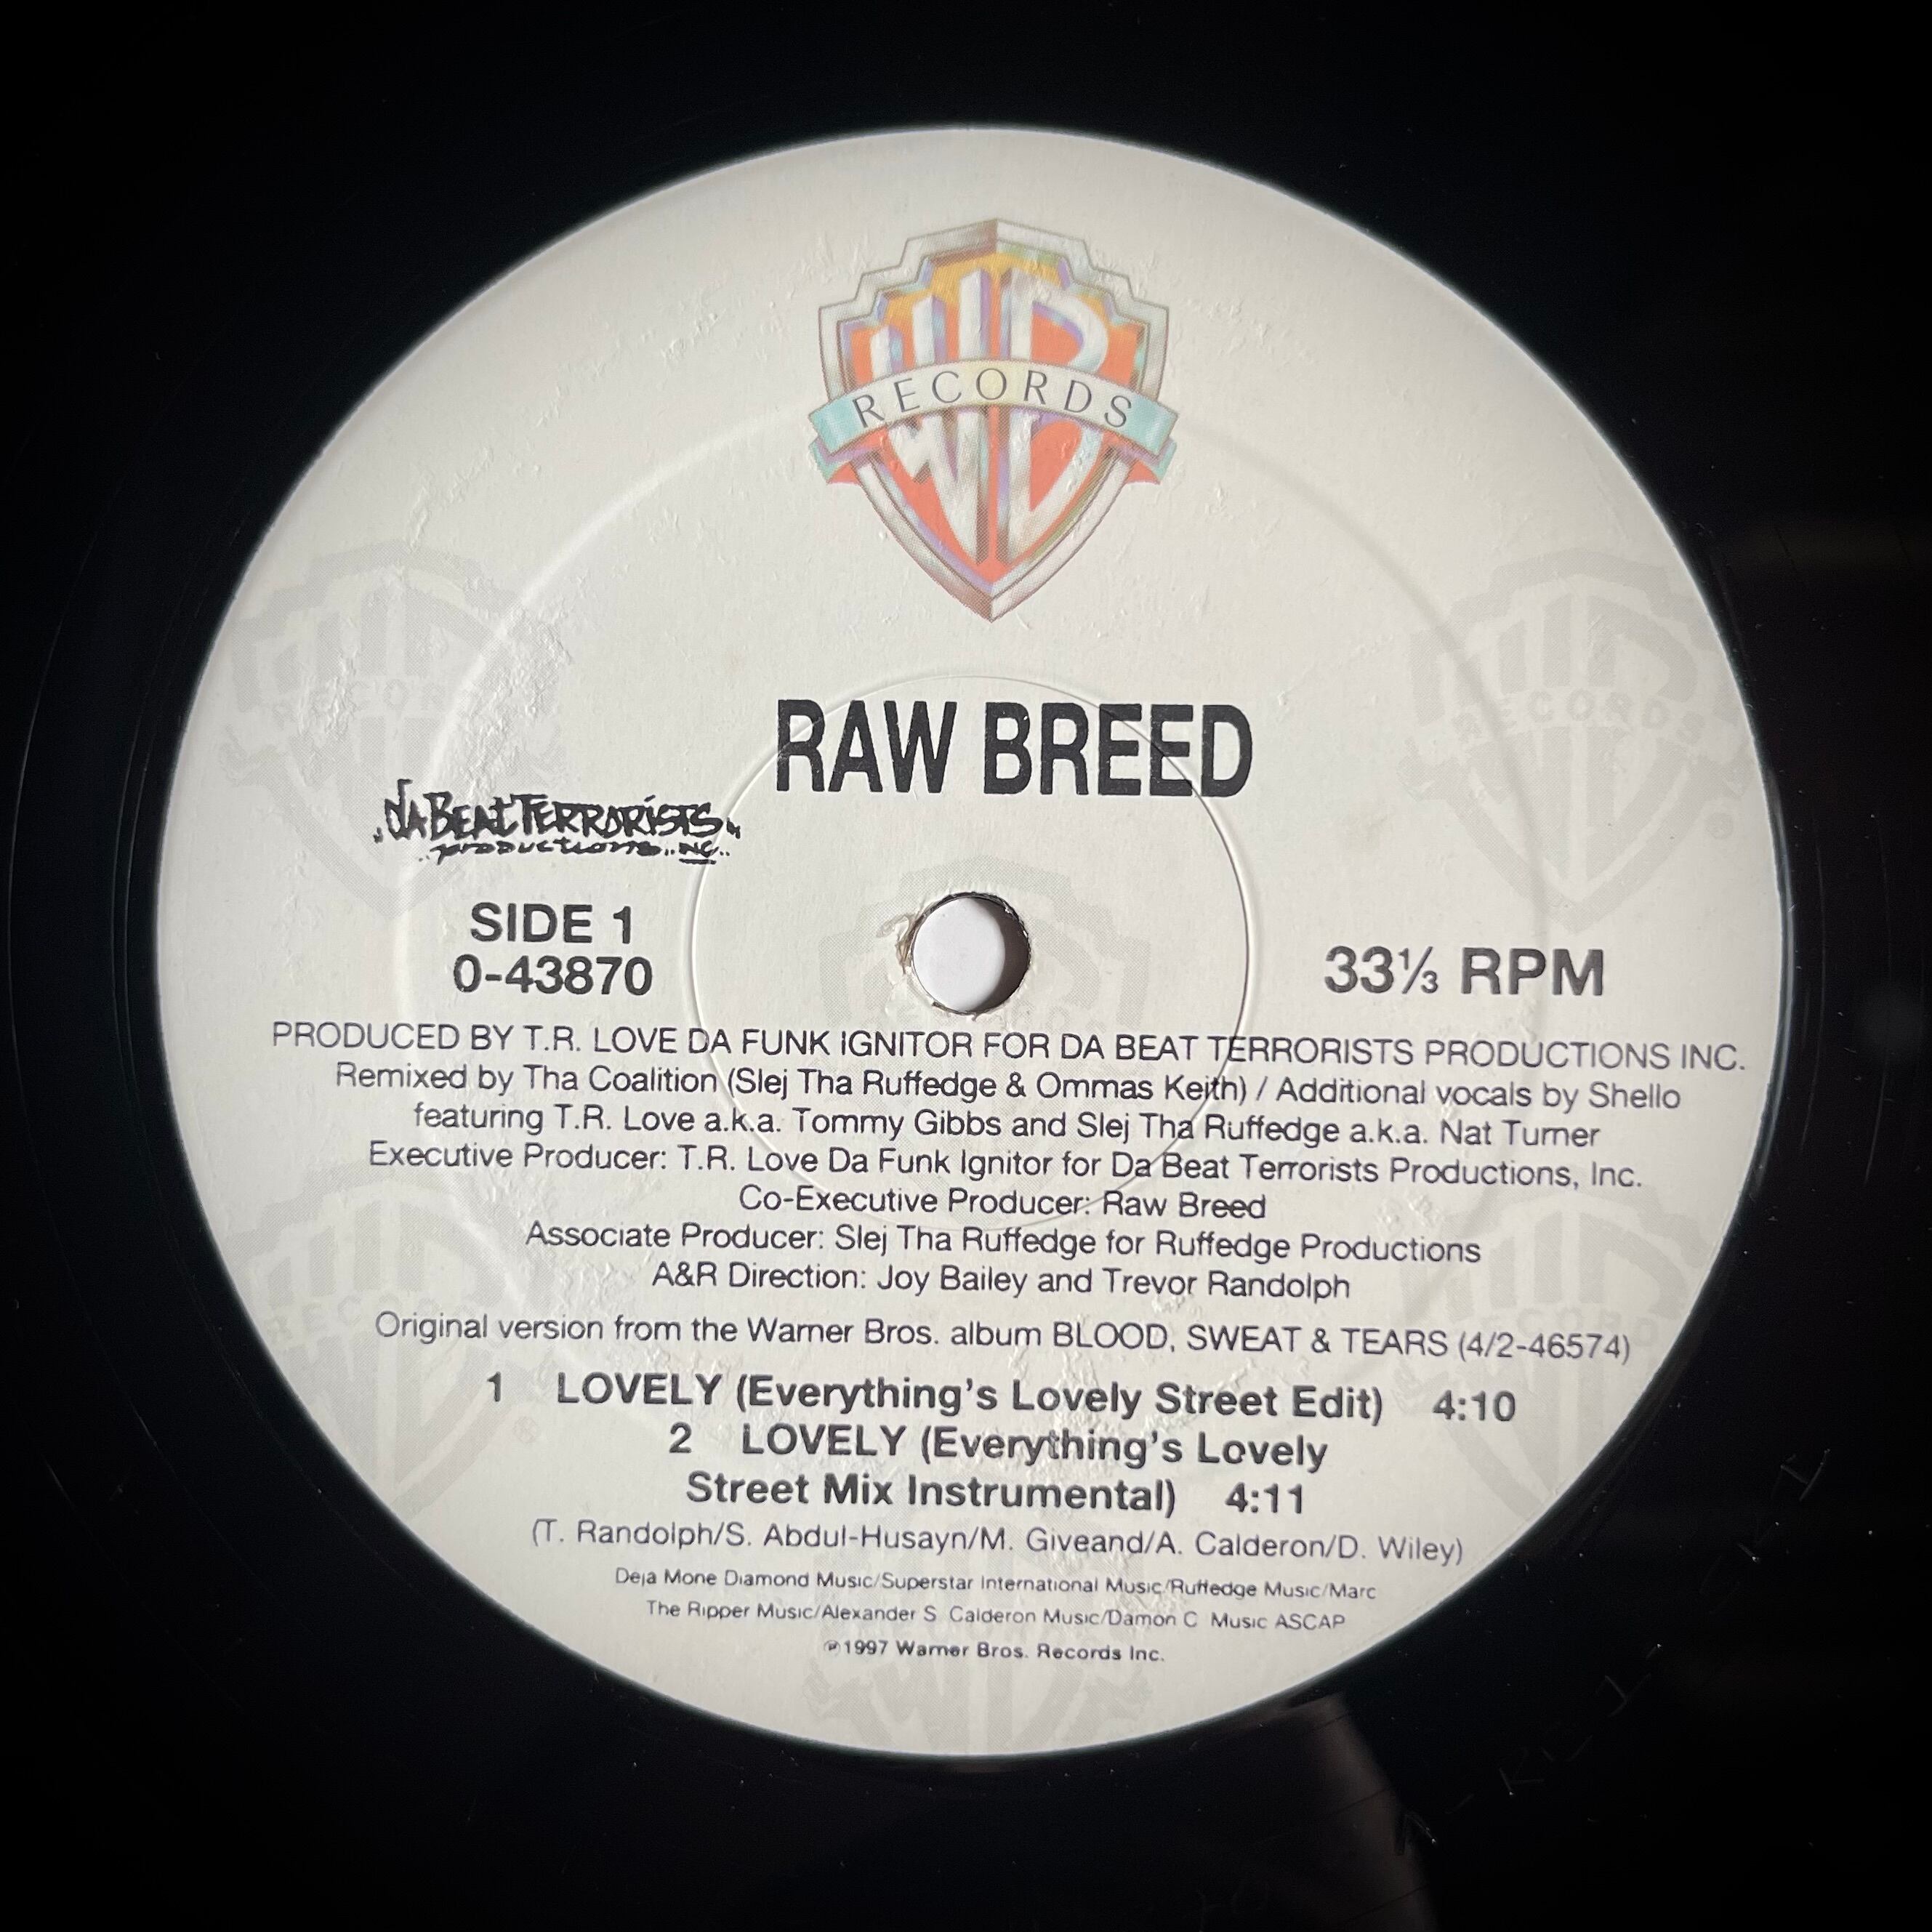 WB
RECORDS
RAW BREED
da Beat Terrorists
productions, inc.
SIDE 1
0-43870
33⅓ RPM
PRODUCED BY T.R. LOVE DA FUNK IGNITOR FOR DA BEAT TERRORISTS PRODUCTIONS INC.
Remixed by Tha Coalition (Slej Tha Ruffedge & Ommas Keith) / Additional vocals by Shello
featuring T.R. Love a.k.a. Tommy Gibbs and Slej Tha Ruffedge a.k.a. Nat Turner
Executive Producer: T.R. Love Da Funk Ignitor for Da Beat Terrorists Productions, Inc.
Co-Executive Producer: Raw Breed
Associate Producer: Slej Tha Ruffedge for Ruffedge Productions
A&R Direction: Joy Bailey and Trevor Randolph
Original version from the Warner Bros. album BLOOD, SWEAT & TEARS (4/2-46574)
1 LOVELY (Everything's Lovely Street Edit) 4:10
2 LOVELY (Everything's Lovely
Street Mix Instrumental) 4:11
(T. Randolph/S. Abdul-Husayn/M. Giveand/A. Calderon/D. Wiley)
Deja Mone Diamond Music/Superstar International Music/Ruffedge Music/Marc
The Ripper Music/Alexander S. Calderon Music/Damon C. Music ASCAP
℗1997 Warner Bros. Records Inc.